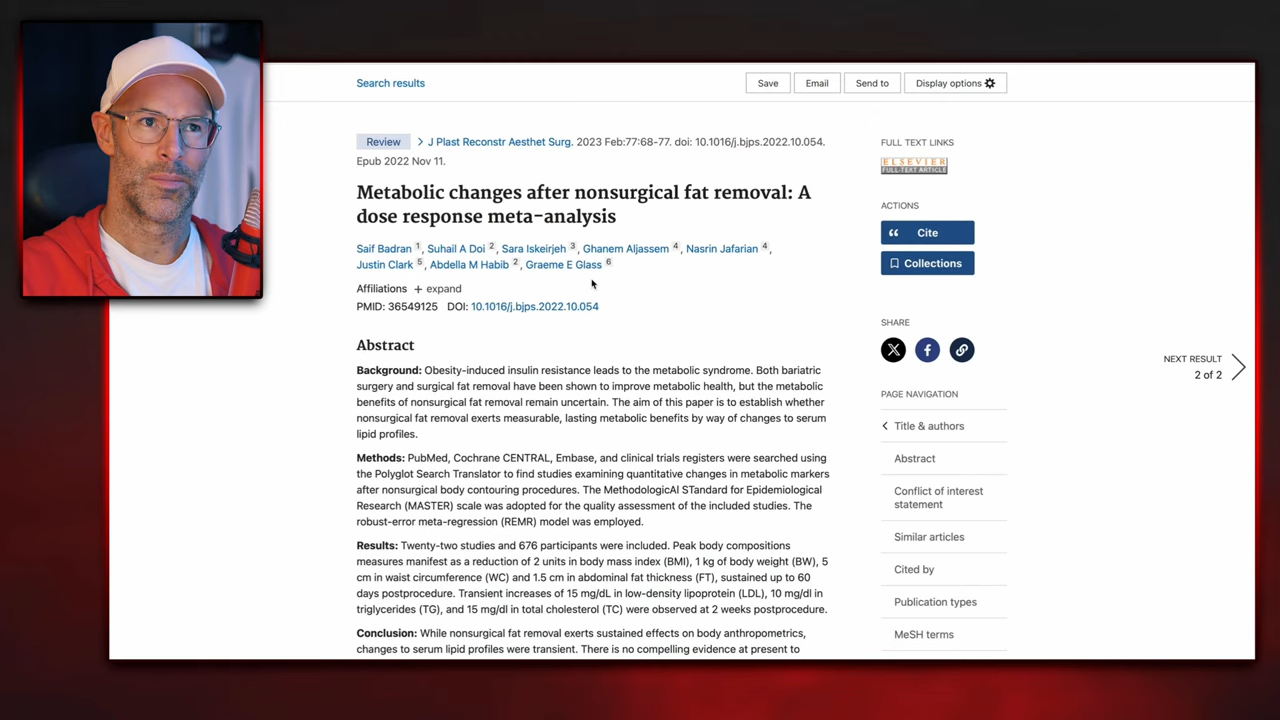 Search results
Save
Email
Send to
Display options
Review
J Plast Reconstr Aesthet Surg. 2023 Feb:77:68-77. doi: 10.1016/j.bjps.2022.10.054.
Epub 2022 Nov 11.
Metabolic changes after nonsurgical fat removal: A
dose response meta-analysis
Saif Badran 1, Suhail A Doi 2, Sara Iskeirjeh 3, Ghanem Aljassem 4, Nasrin Jafarian 4,
Justin Clark 5, Abdella M Habib 2, Graeme E Glass 6
Affiliations + expand
PMID: 36549125 DOI: 10.1016/j.bjps.2022.10.054
Abstract
Background: Obesity-induced insulin resistance leads to the metabolic syndrome. Both bariatric
surgery and surgical fat removal have been shown to improve metabolic health, but the metabolic
benefits of nonsurgical fat removal remain uncertain. The aim of this paper is to establish whether
nonsurgical fat removal exerts measurable, lasting metabolic benefits by way of changes to serum
lipid profiles.
Methods: PubMed, Cochrane CENTRAL, Embase, and clinical trials registers were searched using
the Polyglot Search Translator to find studies examining quantitative changes in metabolic markers
after nonsurgical body contouring procedures. The MethodologicAl STandard for Epidemiological
Research (MASTER) scale was adopted for the quality assessment of the included studies. The
robust-error meta-regression (REMR) model was employed.
Results: Twenty-two studies and 676 participants were included. Peak body compositions
measures manifest as a reduction of 2 units in body mass index (BMI), 1 kg of body weight (BW), 5
cm in waist circumference (WC) and 1.5 cm in abdominal fat thickness (FT), sustained up to 60
days postprocedure. Transient increases of 15 mg/dL in low-density lipoprotein (LDL), 10 mg/dl in
triglycerides (TG), and 15 mg/dl in total cholesterol (TC) were observed at 2 weeks postprocedure.
Conclusion: While nonsurgical fat removal exerts sustained effects on body anthropometrics,
changes to serum lipid profiles were transient. There is no compelling evidence at present to
FULL TEXT LINKS
ELSEVIER
FULL-TEXT ARTICLE
ACTIONS
Cite
Collections
SHARE
NEXT RESULT
2 of 2
PAGE NAVIGATION
Title & authors
Abstract
Conflict of interest
statement
Similar articles
Cited by
Publication types
MeSH terms